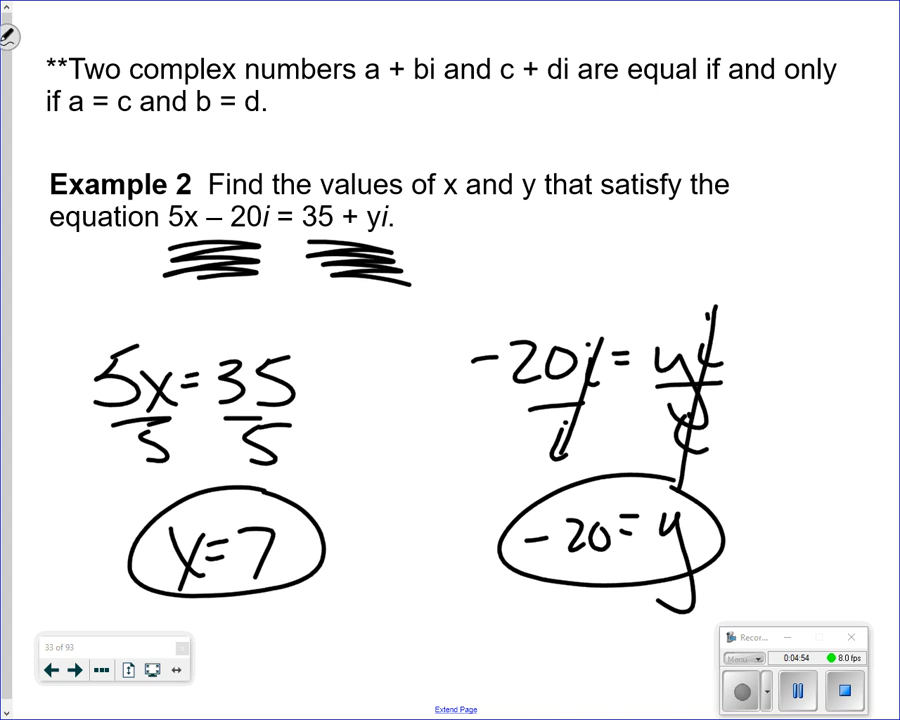 **Two complex numbers a + bi and c + di are equal if and only
if a = c and b = d.
Example 2 Find the values of x and y that satisfy the
equation 5x – 20i = 35 + yi.
5x = 35
5 5
x = 7
-20i = yi
i i
-20 = y
33 of 93
Recor...
Menu
0:04:54
8.0 fps
Extend Page